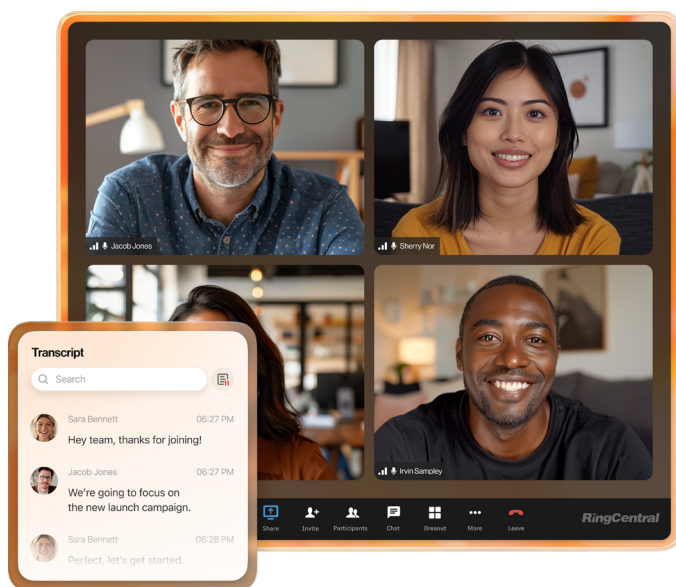 Jacob Jones
Sherry Nor
Transcript
Search
Sara Bennett 06:27 PM
Hey team, thanks for joining!
Jacob Jones 06:27 PM
We're going to focus on
the new launch campaign.
Sara Bennett 06:28 PM
Perfect, let's get started.
Irvin Sampley
Share
Invite
Participants
Chat
Breaout
More
Leave
RingCentral